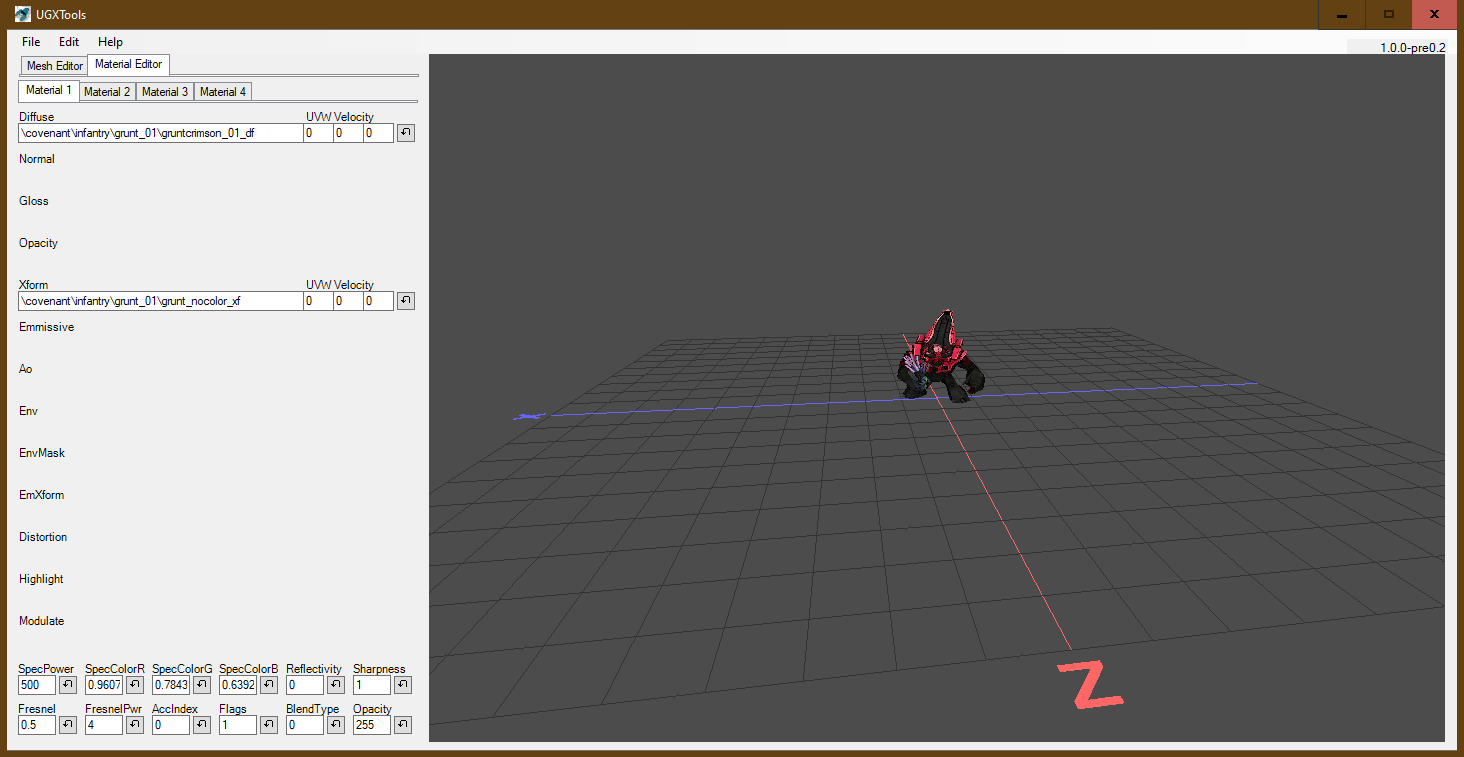 UGXTools
File Edit Help
1.0.0-pre0.2
Mesh Editor Material Editor
Material 1 Material 2 Material 3 Material 4
Diffuse UVW Velocity
\covenant\infantry\grunt_01\gruntcrimson_01_df 0 0 0
Normal
Gloss
Opacity
Xform UVW Velocity
\covenant\infantry\grunt_01\grunt_nocolor_xf 0 0 0
Emmissive
Ao
Env
EnvMask
EmXform
Distortion
Highlight
Modulate
SpecPower SpecColorR SpecColorG SpecColorB Reflectivity Sharpness
500 0.9607 0.7843 0.6392 0 1
Fresnel FresnelPwr AccIndex Flags BlendType Opacity
0.5 4 0 1 0 255
Z